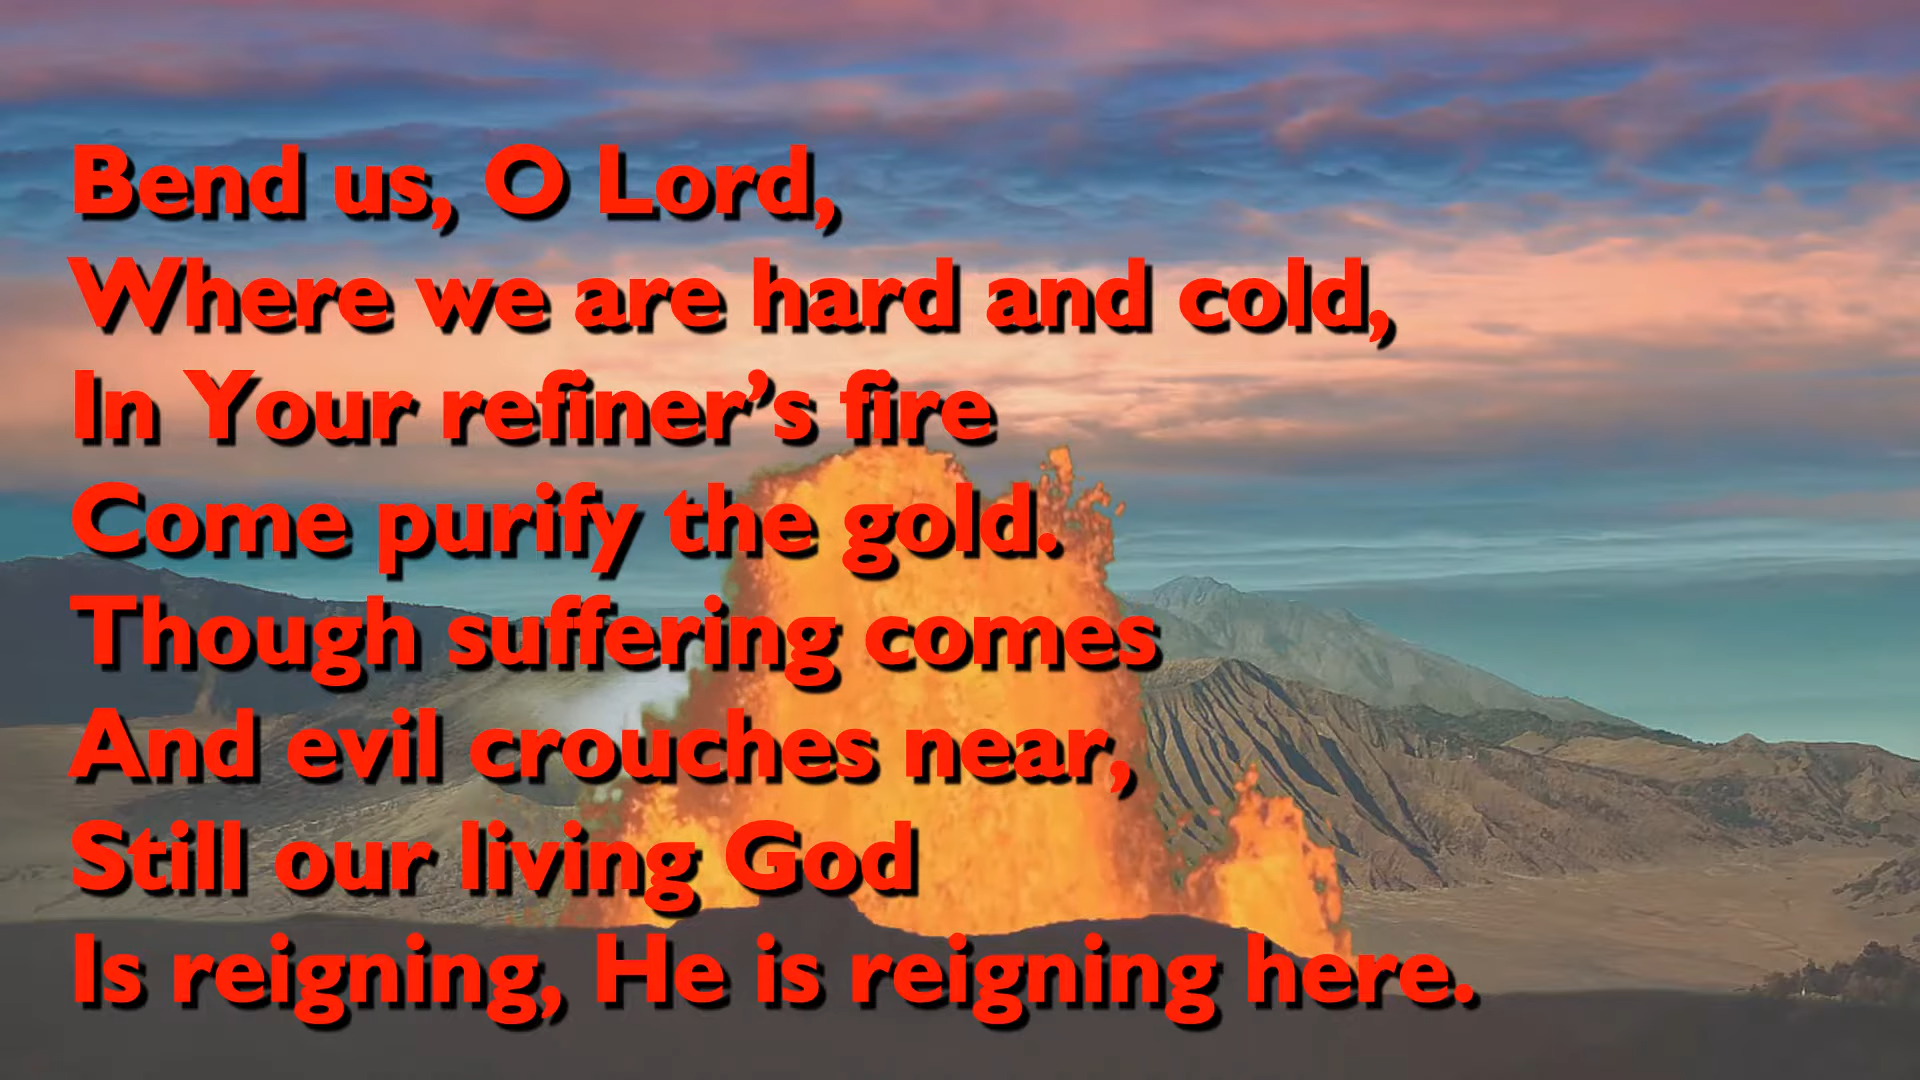 Bend us, O Lord,
Where we are hard and cold,
In Your refiner’s fire
Come purify the gold.
Though suffering comes
And evil crouches near,
Still our living God
Is reigning, He is reigning here.